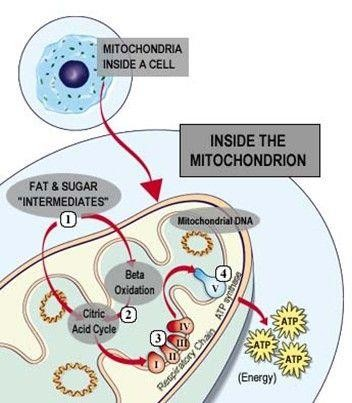 MITOCHONDRIA
INSIDE A CELL
INSIDE THE
MITOCHONDRION
FAT & SUGAR
"INTERMEDIATES"
1
Mitochondrial DNA
Beta
Oxidation
2
Citric
Acid Cycle
3
I
II
III
IV
4
V
ATP synthase
Respiratory Chain
ATP
ATP
ATP
(Energy)